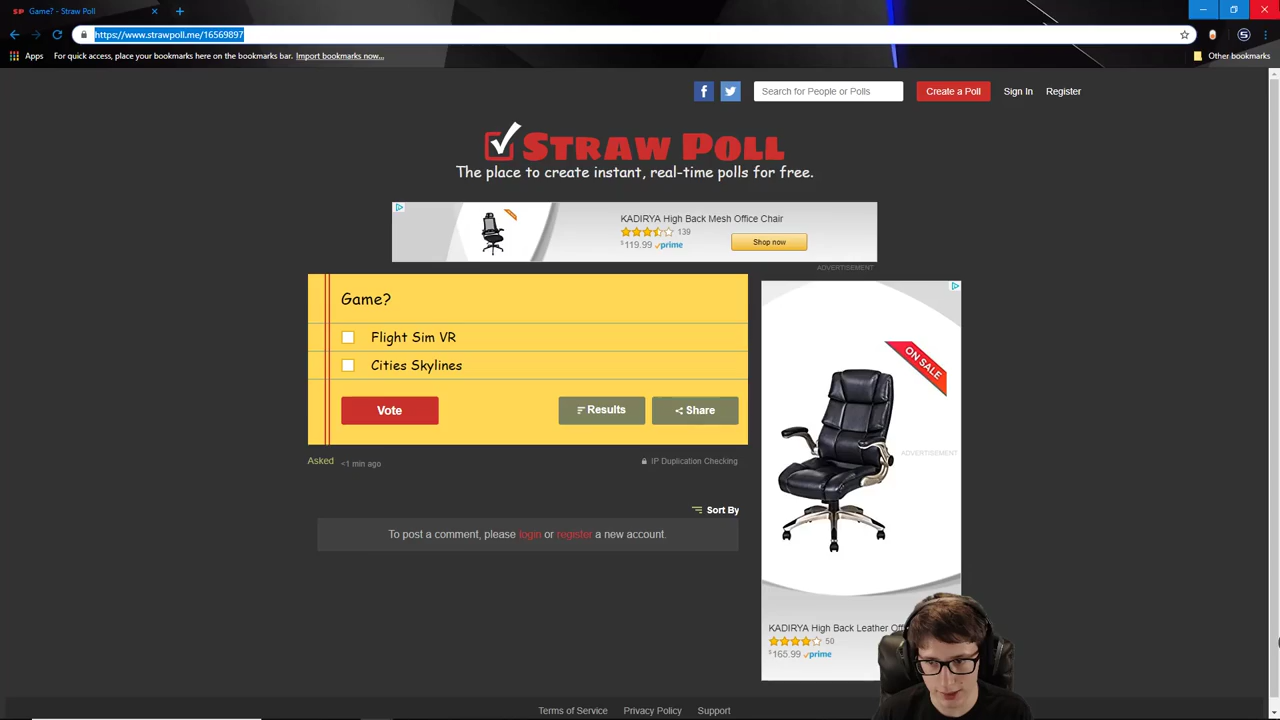 Game? - Straw Poll
https://www.strawpoll.me/16569897
Apps
For quick access, place your bookmarks here on the bookmarks bar. Import bookmarks now...
Other bookmarks
Search for People or Polls
Create a Poll
Sign In
Register
STRAW POLL
The place to create instant, real-time polls for free.
KADIRYA High Back Mesh Office Chair
139
$119.99 prime
Shop now
ADVERTISEMENT
Game?
Flight Sim VR
Cities Skylines
Vote
Results
Share
Asked <1 min ago
IP Duplication Checking
Sort By
To post a comment, please login or register a new account.
ON SALE
ADVERTISEMENT
KADIRYA High Back Leather
50
$165.99 prime
Terms of Service
Privacy Policy
Support